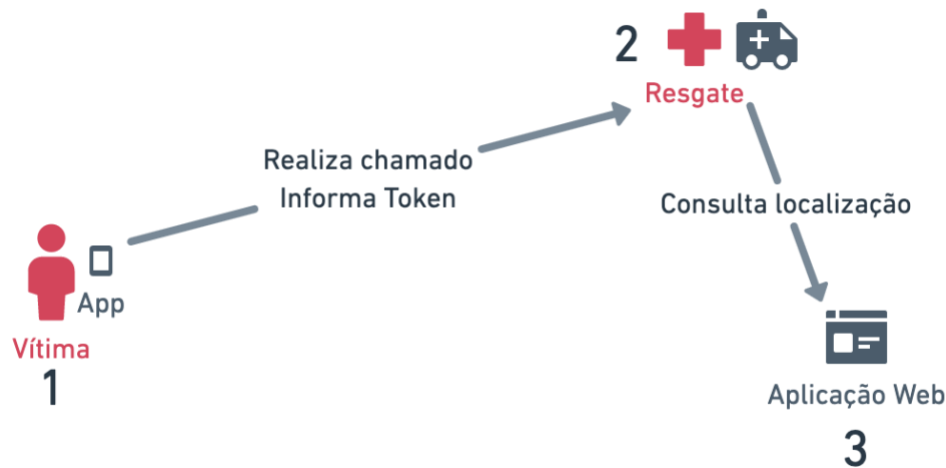 2
Resgate
Realiza chamado
Informa Token
Consulta localização
App
Vítima
1
Aplicação Web
3